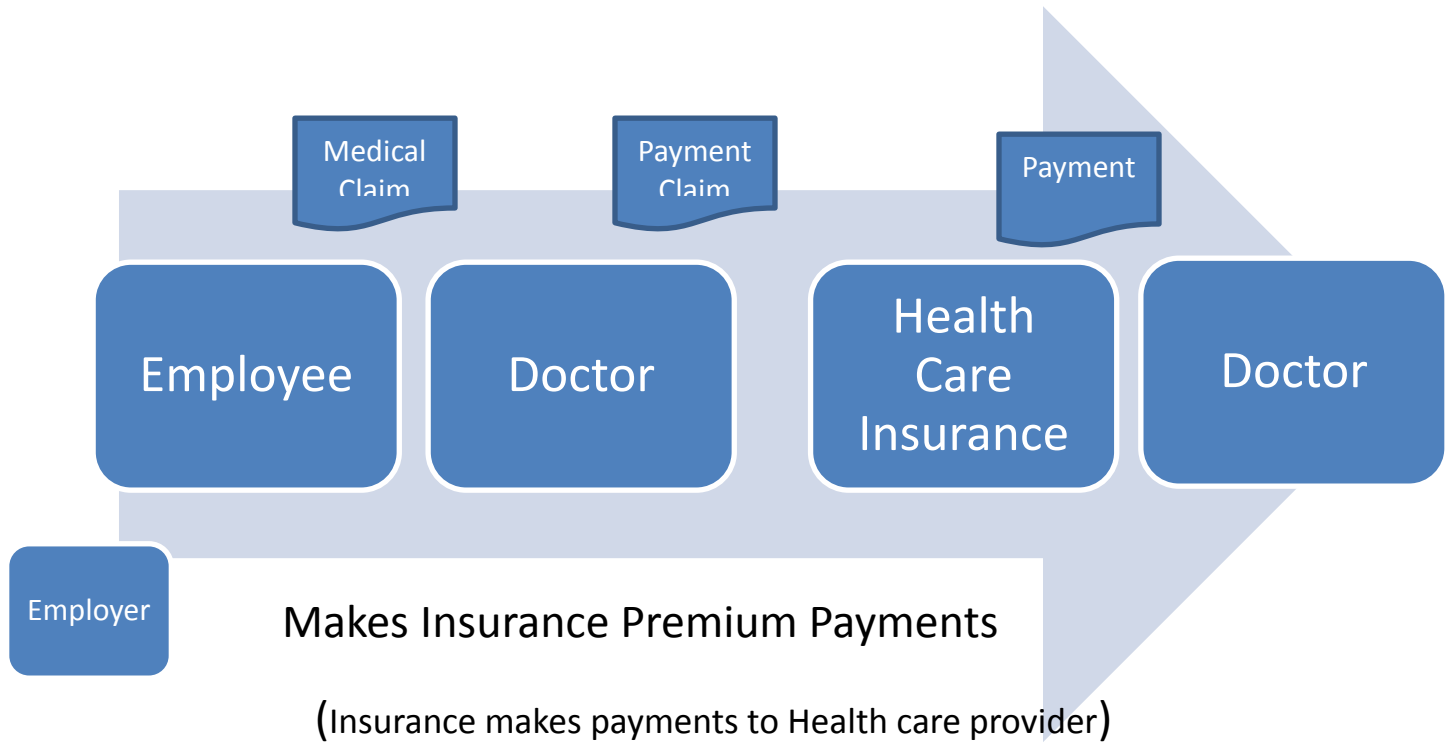 Medical
Claim
Payment
Claim
Payment
Employee
Doctor
Health
Care
Insurance
Doctor
Employer
Makes Insurance Premium Payments
(Insurance makes payments to Health care provider)